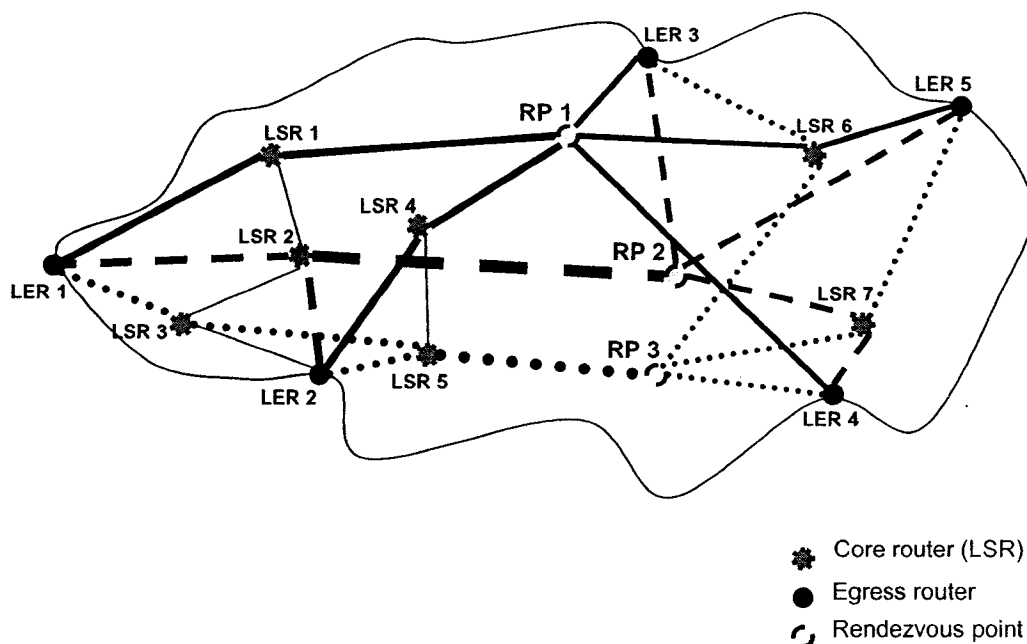 LER 3
LER 5
RP 1
LSR 1
LSR 6
LSR 4
LSR 2
RP 2
LER 1
LSR 7
LSR 3
RP 3
LSR 5
LER 2
LER 4
Core router (LSR)
Egress router
Rendezvous point